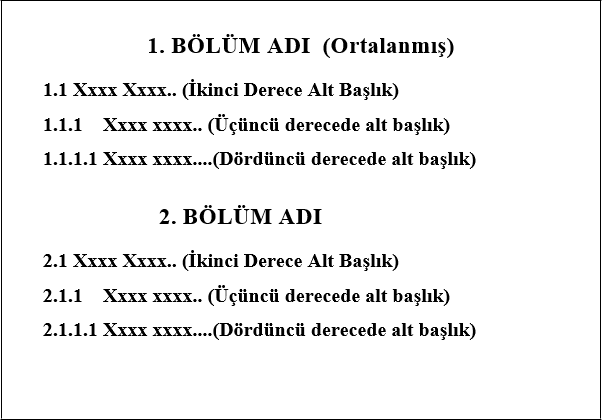 1. BÖLÜM ADI (Ortalanmış)
1.1 Xxxx Xxxx.. (İkinci Derece Alt Başlık)
1.1.1 Xxxx xxxx.. (Üçüncü derecede alt başlık)
1.1.1.1 Xxxx xxxx....(Dördüncü derecede alt başlık)
2. BÖLÜM ADI
2.1 Xxxx Xxxx.. (İkinci Derece Alt Başlık)
2.1.1 Xxxx xxxx.. (Üçüncü derecede alt başlık)
2.1.1.1 Xxxx xxxx....(Dördüncü derecede alt başlık)